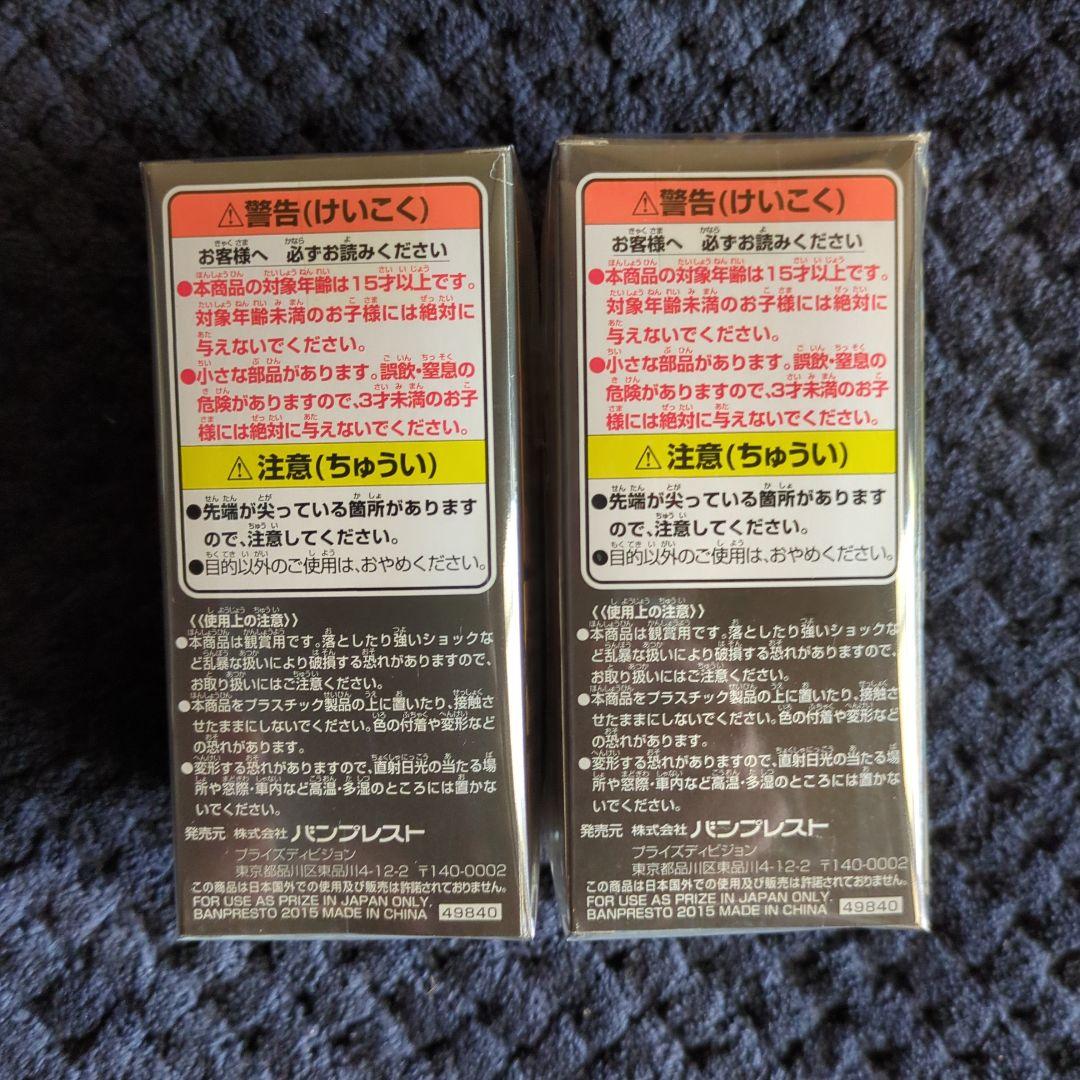 ⚠警告(けいこく)
お客様へ 必ずお読みください
●本商品の対象年齢は15才以上です。
対象年齢未満のお子様には絶対に
与えないでください。
●小さな部品があります。誤飲・窒息の
危険がありますので、3才未満のお子
様には絶対に与えないでください。
⚠注意(ちゅうい)
●先端が尖っている箇所があります
ので、注意してください。
●目的以外のご使用は、おやめください。
《使用上の注意》
●本商品は観賞用です。落としたり強いショックな
ど乱暴な扱いにより破損する恐れがありますので、
お取り扱いにはご注意ください。
●本商品をプラスチック製品の上に置いたり、接触さ
せたままにしないでください。色の付着や変形など
の恐れがあります。
●変形する恐れがありますので、直射日光の当たる場
所や窓際・車内など高温・多湿のところには置かな
いでください。
発売元 株式会社 バンプレスト
プライズディビジョン
東京都品川区東品川4-12-2 〒140-0002
この商品は日本国外での使用及び販売は許諾されておりません。
FOR USE AS PRIZE IN JAPAN ONLY.
BANPRESTO 2015 MADE IN CHINA 49840
⚠警告(けいこく)
お客様へ 必ずお読みください
●本商品の対象年齢は15才以上です。
対象年齢未満のお子様には絶対に
与えないでください。
●小さな部品があります。誤飲・窒息の
危険がありますので、3才未満のお子
様には絶対に与えないでください。
⚠注意(ちゅうい)
●先端が尖っている箇所があります
ので、注意してください。
●目的以外のご使用は、おやめください。
《使用上の注意》
●本商品は観賞用です。落としたり強いショックな
ど乱暴な扱いにより破損する恐れがありますので、
お取り扱いにはご注意ください。
●本商品をプラスチック製品の上に置いたり、接触さ
せたままにしないでください。色の付着や変形など
の恐れがあります。
●変形する恐れがありますので、直射日光の当たる場
所や窓際・車内など高温・多湿のところには置かな
いでください。
発売元 株式会社 バンプレスト
プライズディビジョン
東京都品川区東品川4-12-2 〒140-0002
この商品は日本国外での使用及び販売は許諾されておりません。
FOR USE AS PRIZE IN JAPAN ONLY.
BANPRESTO 2015 MADE IN CHINA 49840